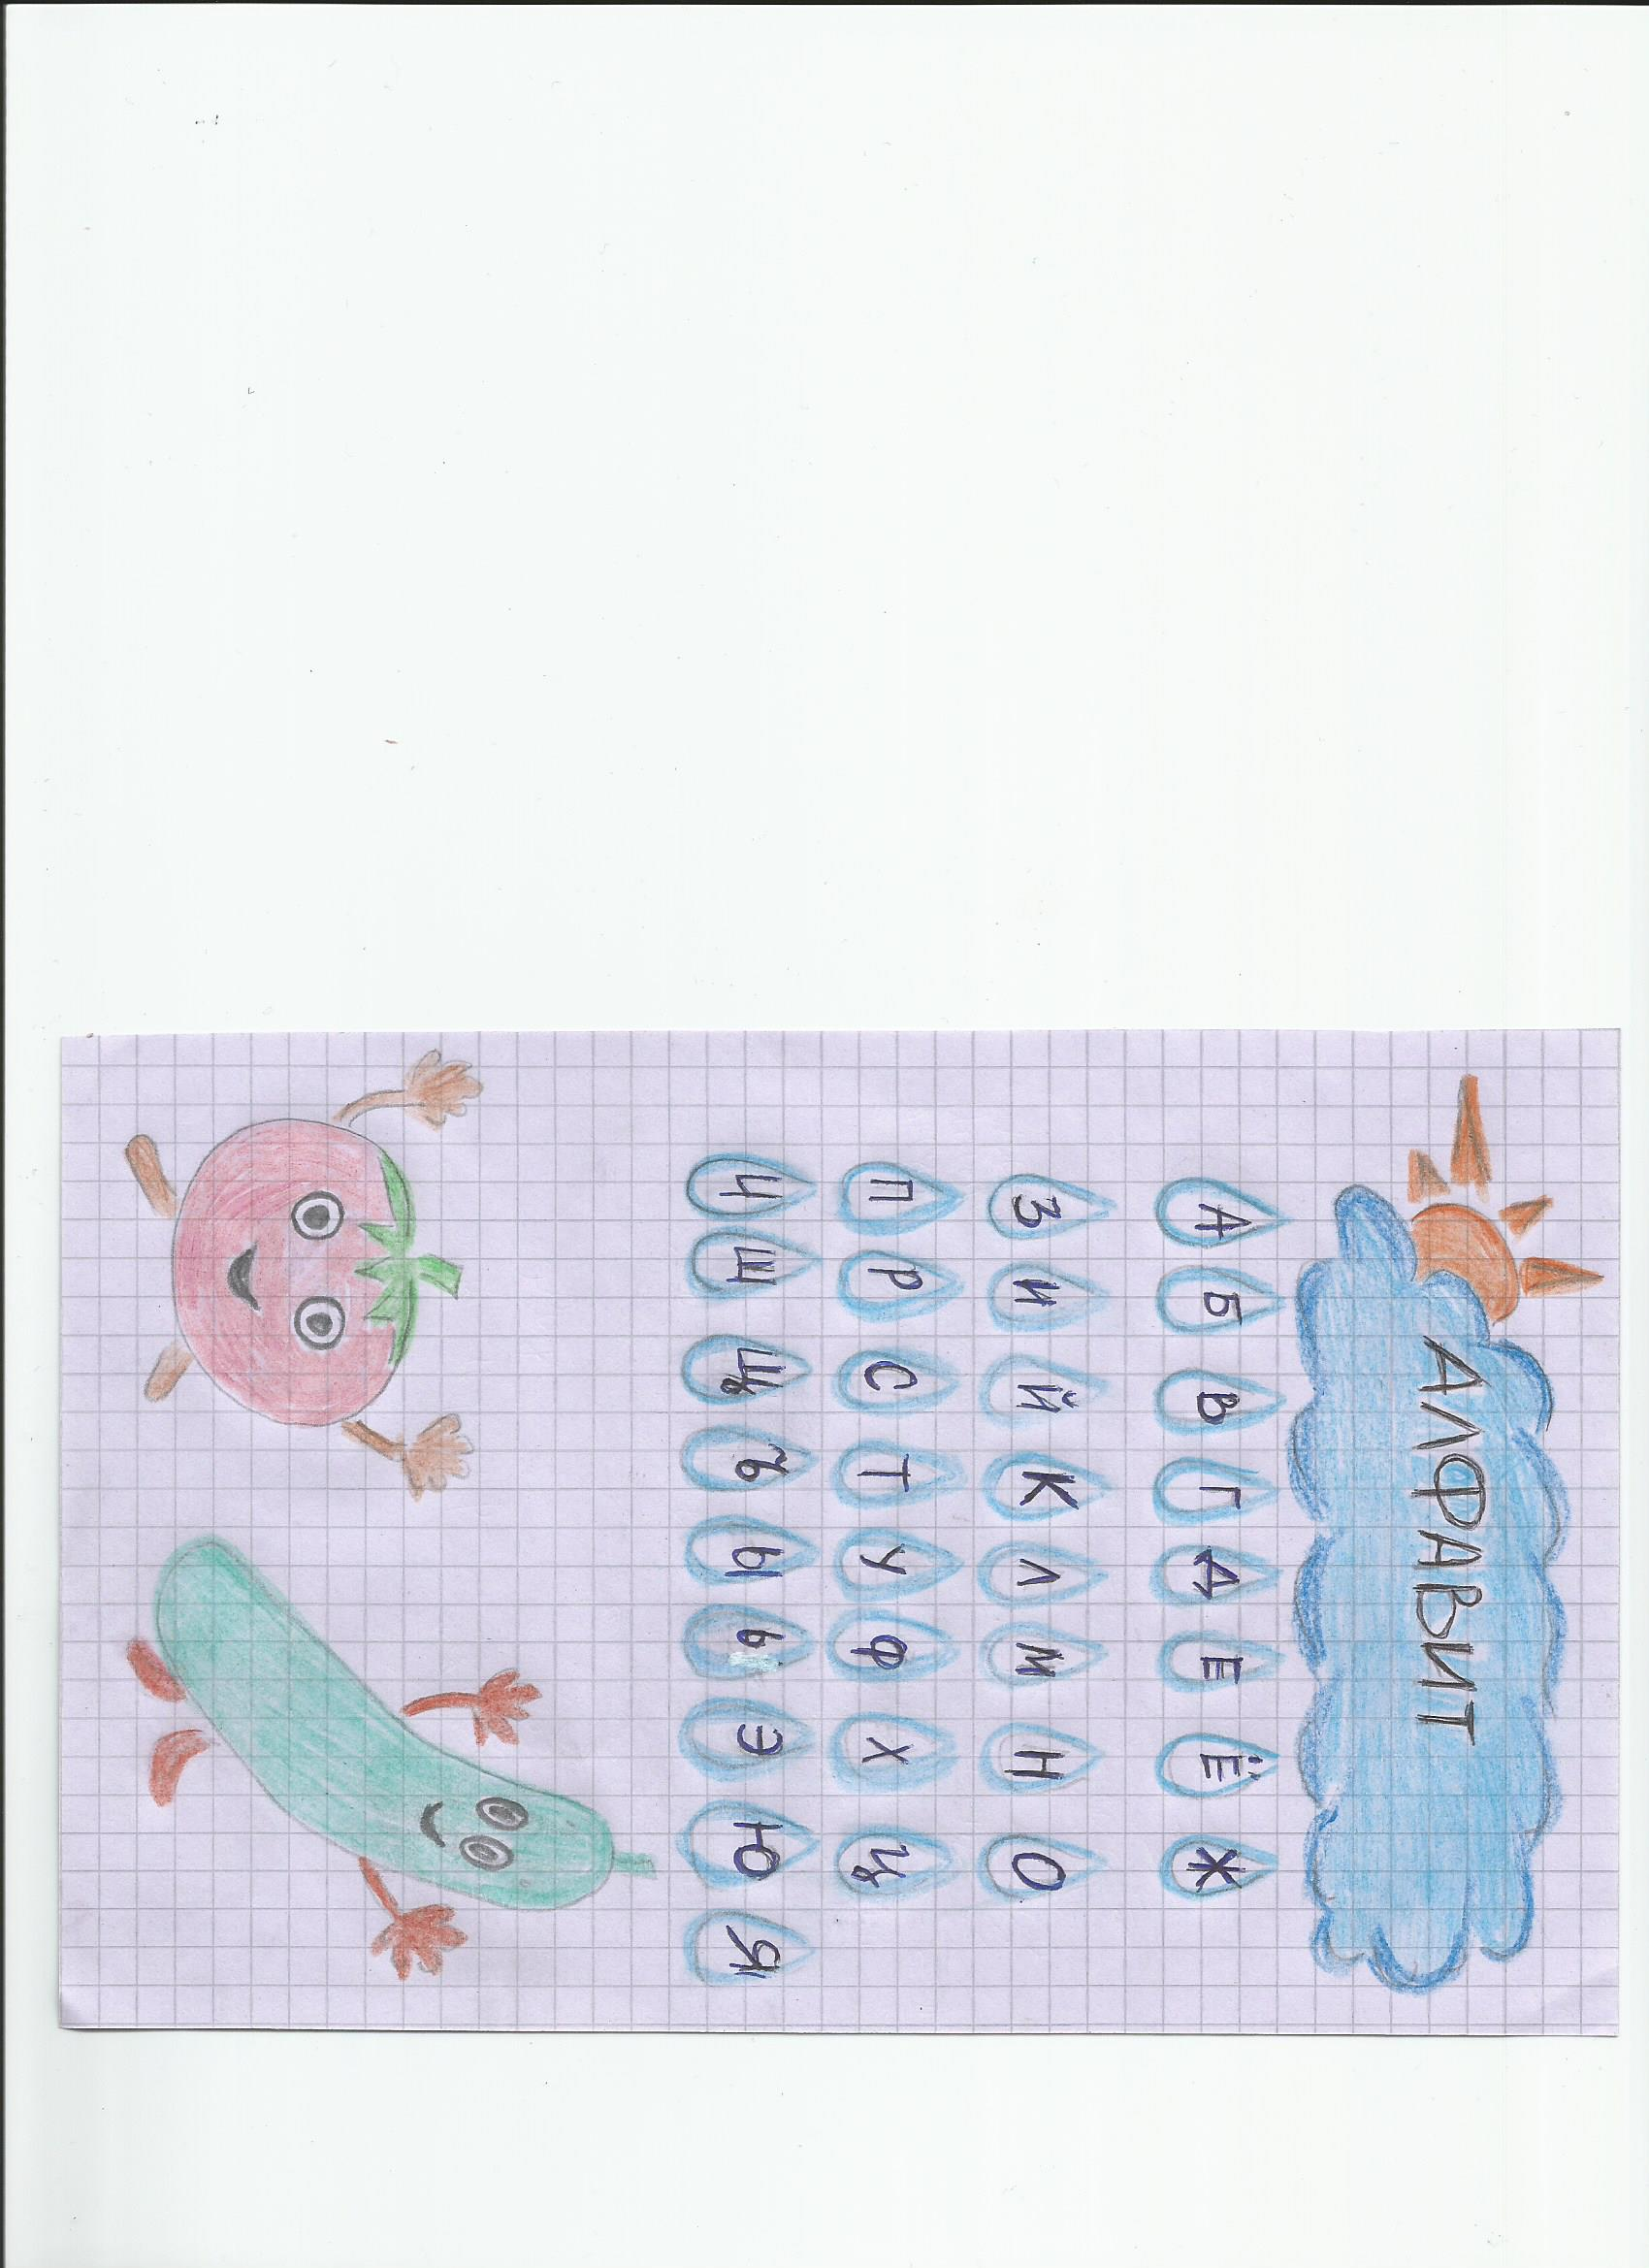 АЛФАВИТ
А Б В Г Д Е Ё Ж
З И Й К Л М Н О
П Р С Т У Ф Х Ц
Ч Ш Щ Ъ Ы Ь Э Ю Я